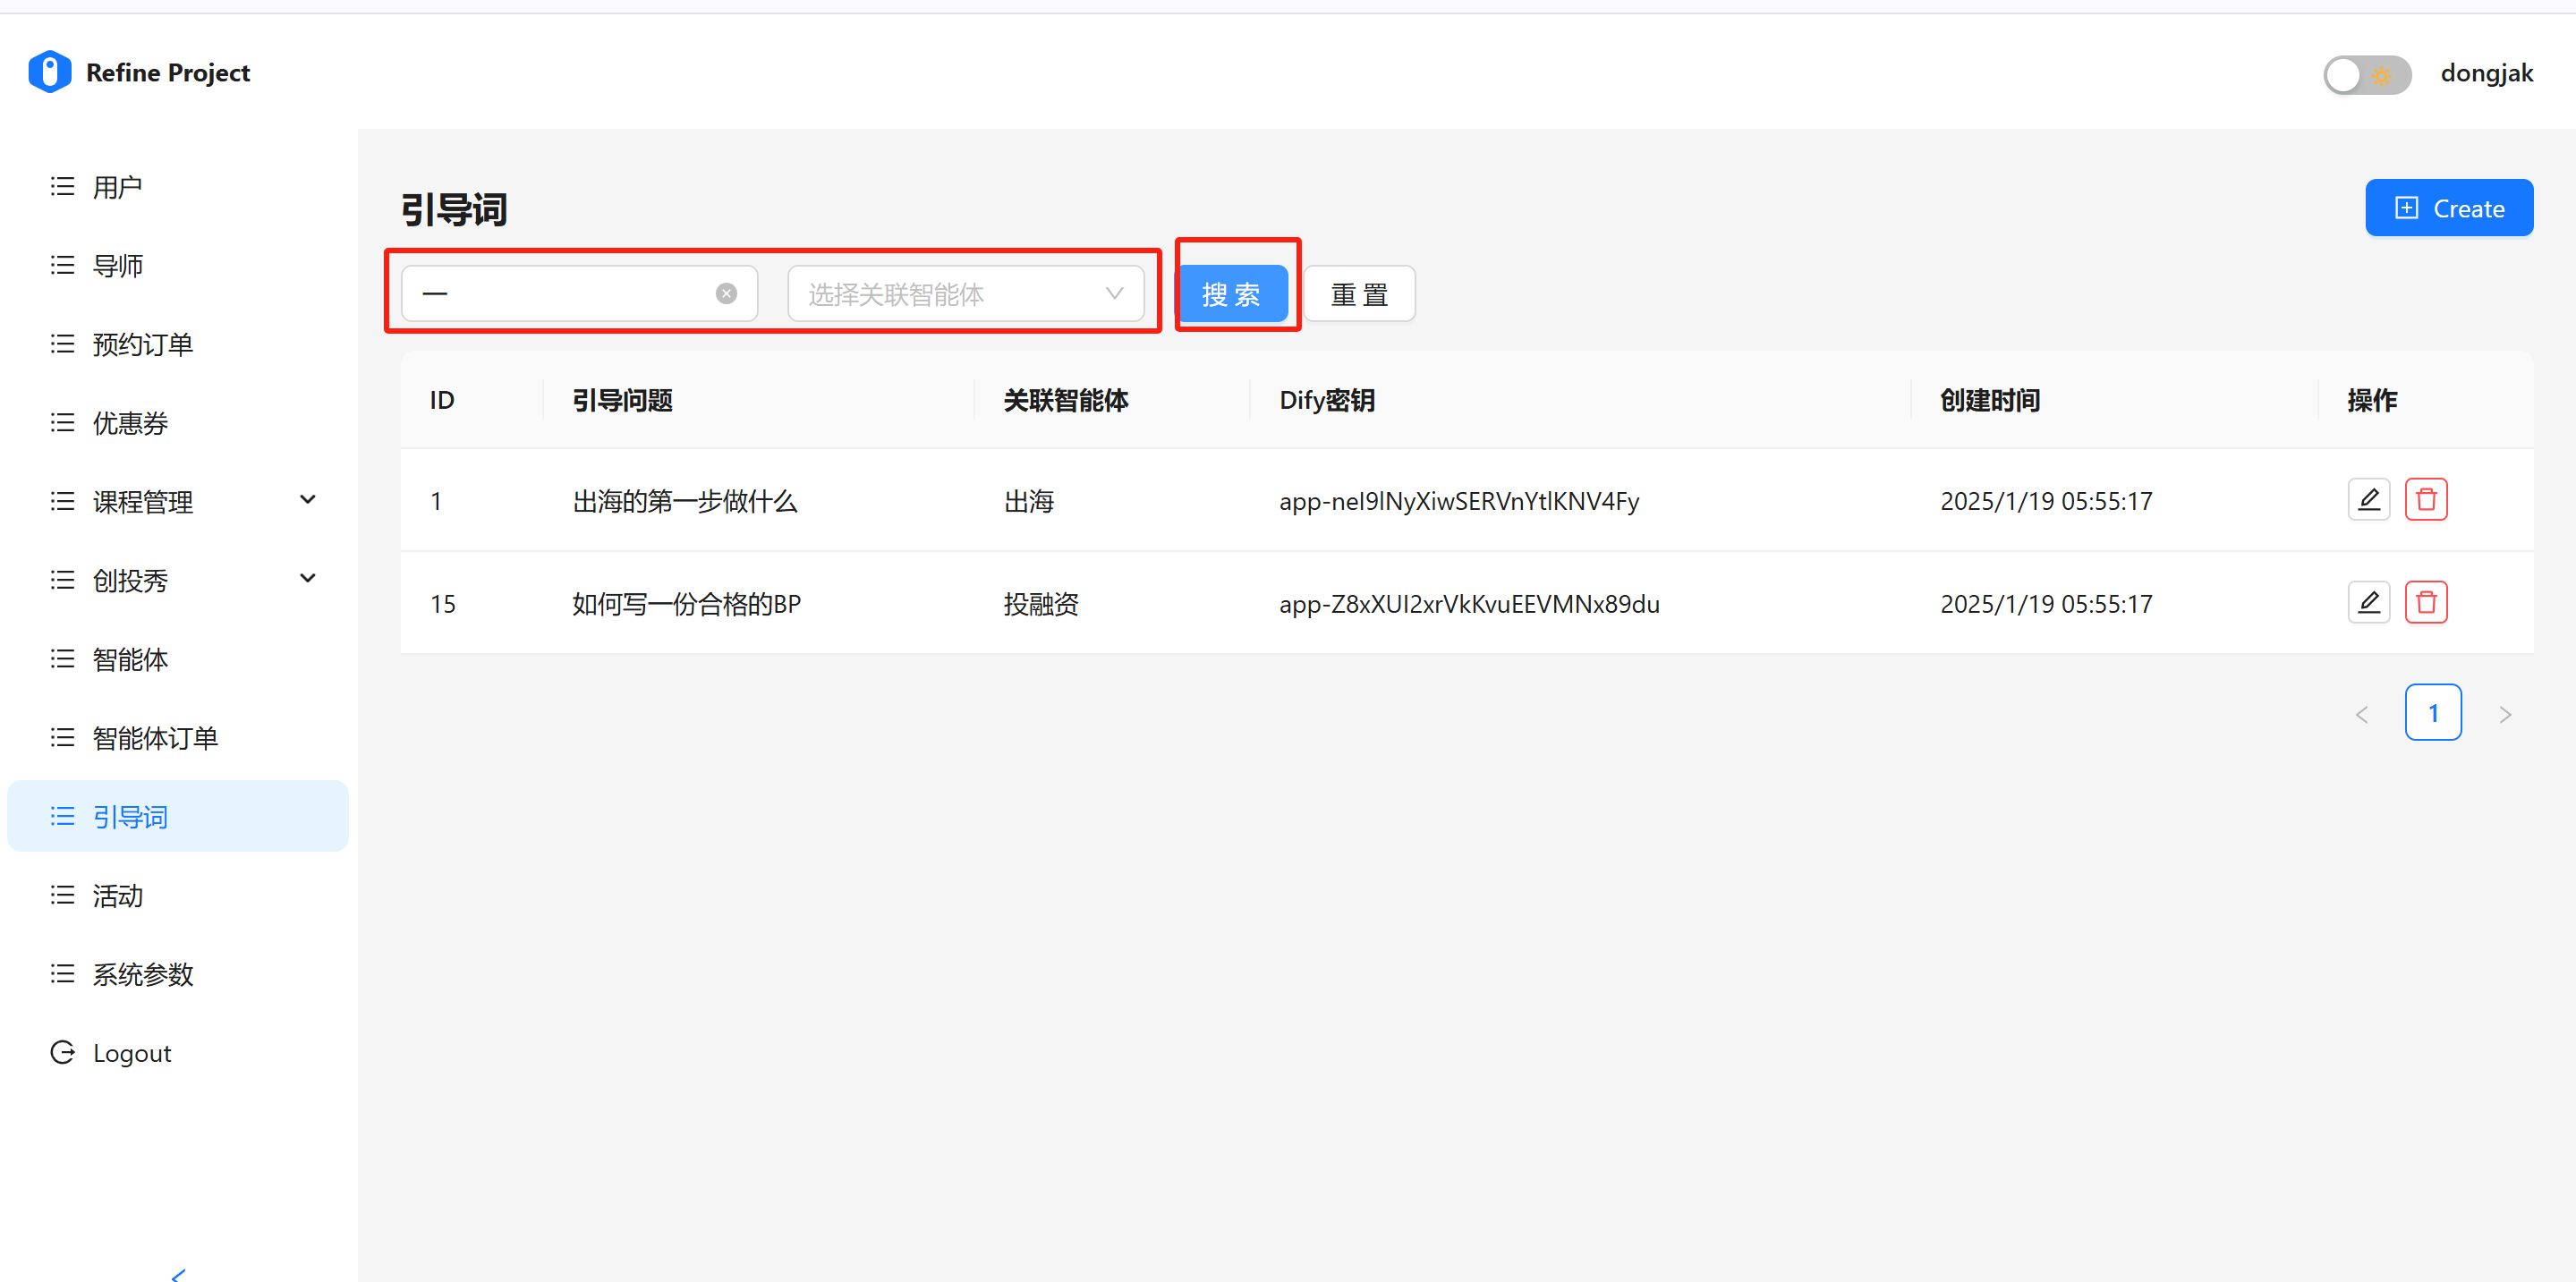 Refine Project
dongjak
用户
导师
预约订单
优惠券
课程管理
创投秀
智能体
智能体订单
引导词
活动
系统参数
Logout
引导词
Create
一 选择关联智能体 搜 索 重 置
ID 引导问题 关联智能体 Dify密钥 创建时间 操作
1 出海的第一步做什么 出海 app-neI9lNyXiwSERVnYtlKNV4Fy 2025/1/19 05:55:17
15 如何写一份合格的BP 投融资 app-Z8xXUI2xrVkKvuEEVMNx89du 2025/1/19 05:55:17
1